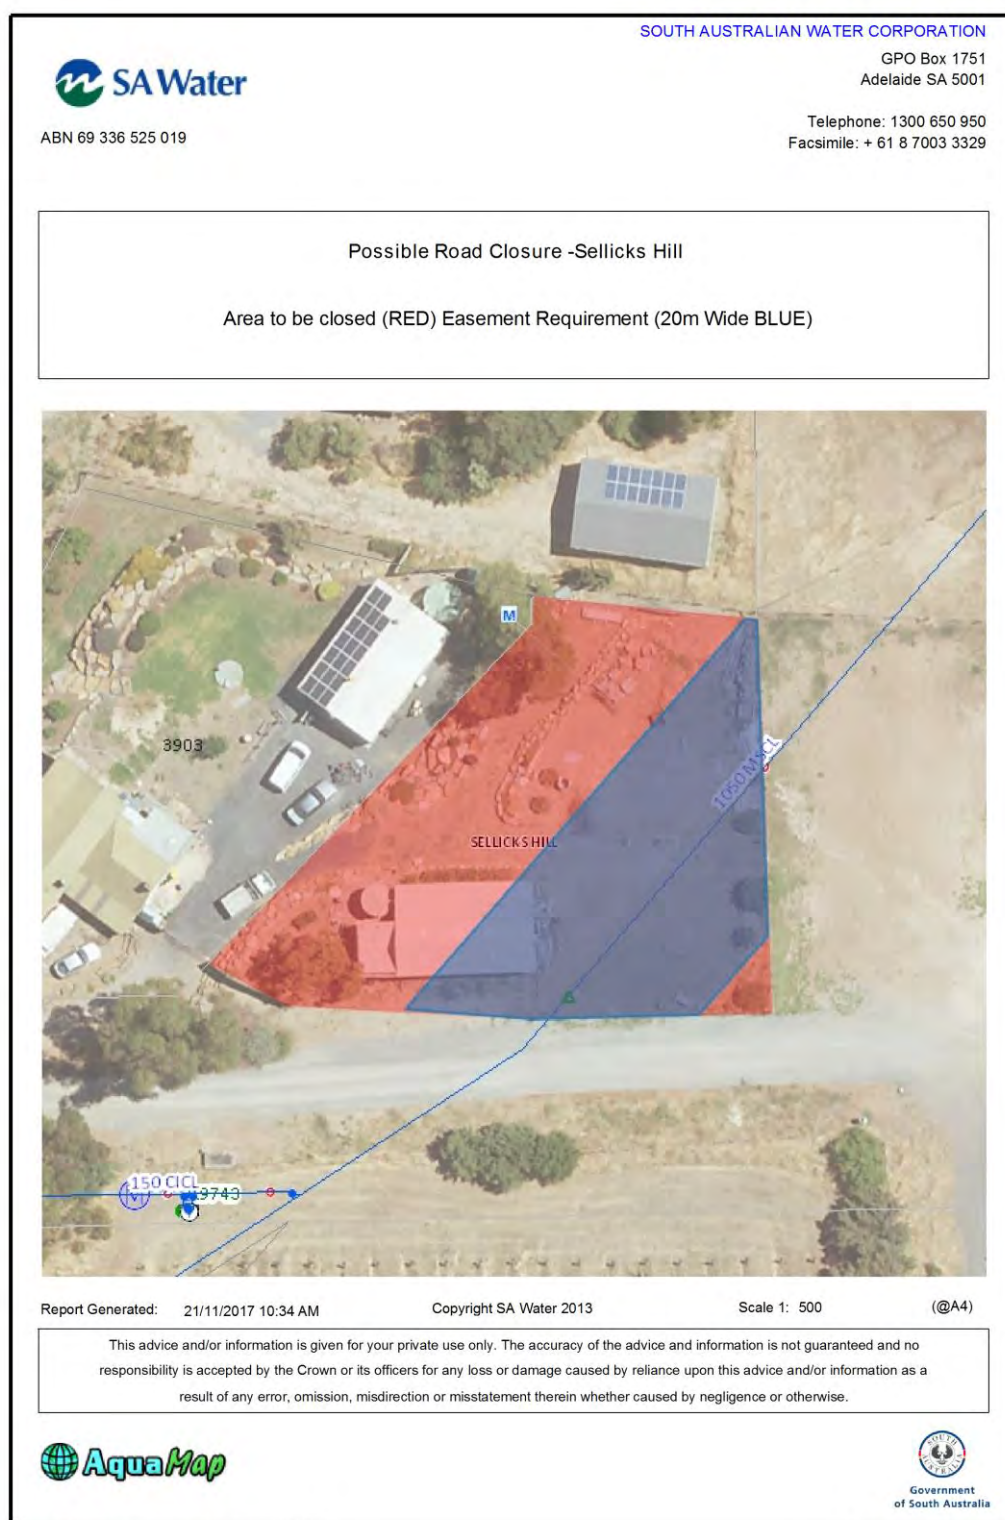 SOUTH AUSTRALIAN WATER CORPORATION
GPO Box 1751
Adelaide SA 5001
SA Water
ABN 69 336 525 019
Telephone: 1300 650 950
Facsimile: + 61 8 7003 3329
Possible Road Closure -Sellicks Hill
Area to be closed (RED) Easement Requirement (20m Wide BLUE)
M
3903
1050 MSCL
SELLICKS HILL
150 CICL
9743
Report Generated: 21/11/2017 10:34 AM Copyright SA Water 2013 Scale 1: 500 (@A4)
This advice and/or information is given for your private use only. The accuracy of the advice and information is not guaranteed and no
responsibility is accepted by the Crown or its officers for any loss or damage caused by reliance upon this advice and/or information as a
result of any error, omission, misdirection or misstatement therein whether caused by negligence or otherwise.
AquaMap
SOUTH AUSTRALIA
Government
of South Australia